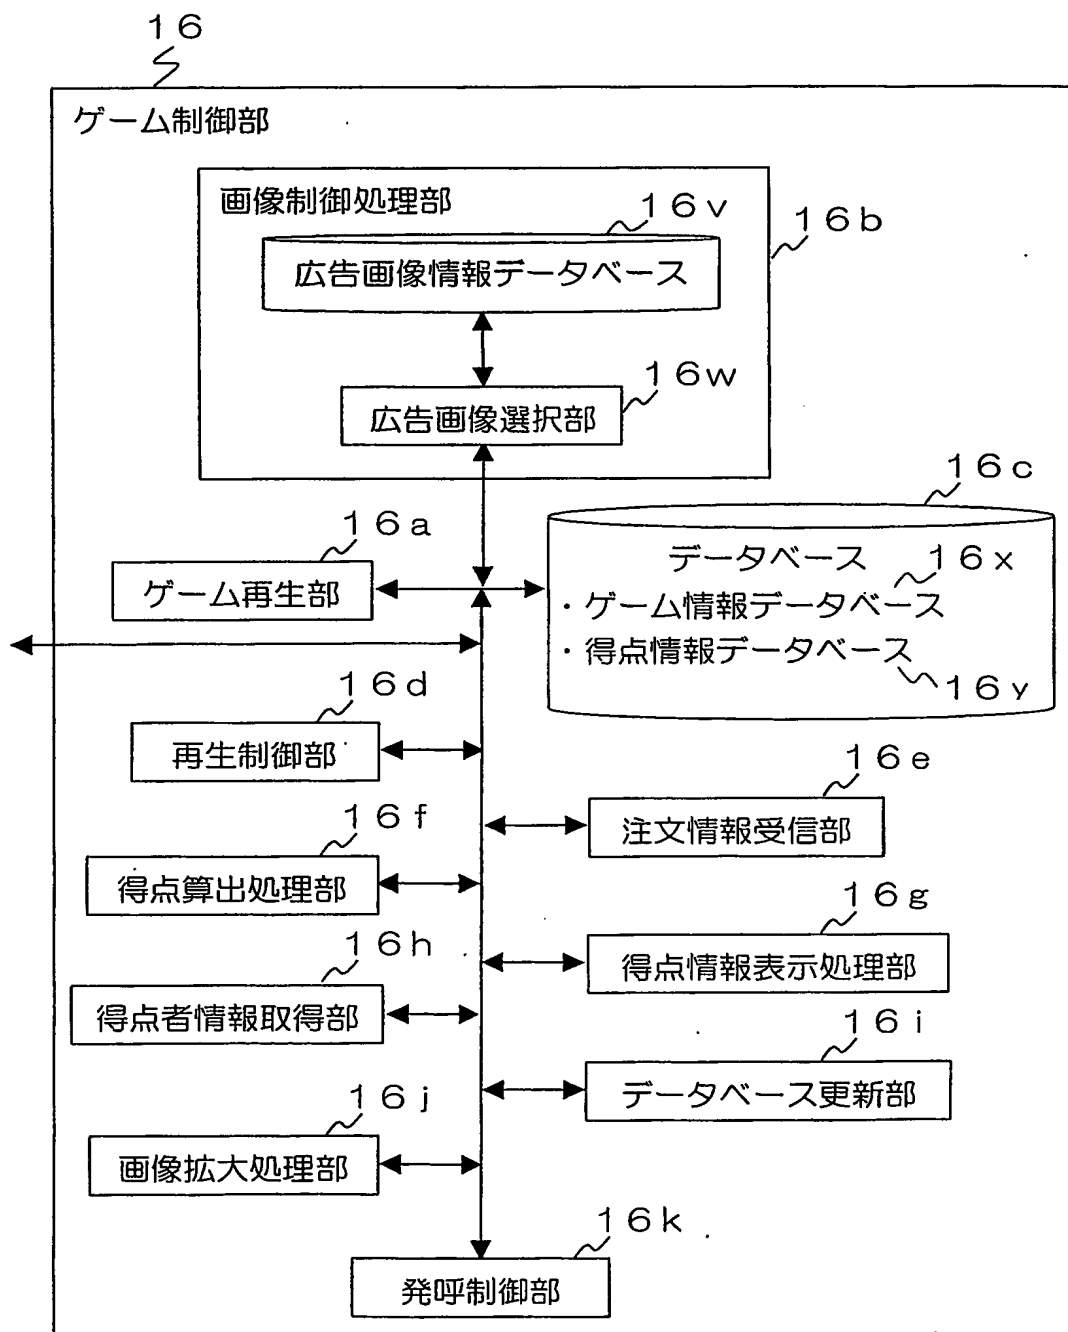 16
ゲーム制御部
画像制御処理部
16v
16b
広告画像情報データベース
16w
広告画像選択部
16c
16a
データベース
16x
ゲーム再生部
・ゲーム情報データベース
・得点情報データベース
16d
16y
再生制御部
16e
16f
注文情報受信部
得点算出処理部
16g
16h
得点情報表示処理部
得点者情報取得部
16i
16j
データベース更新部
画像拡大処理部
16k
発呼制御部